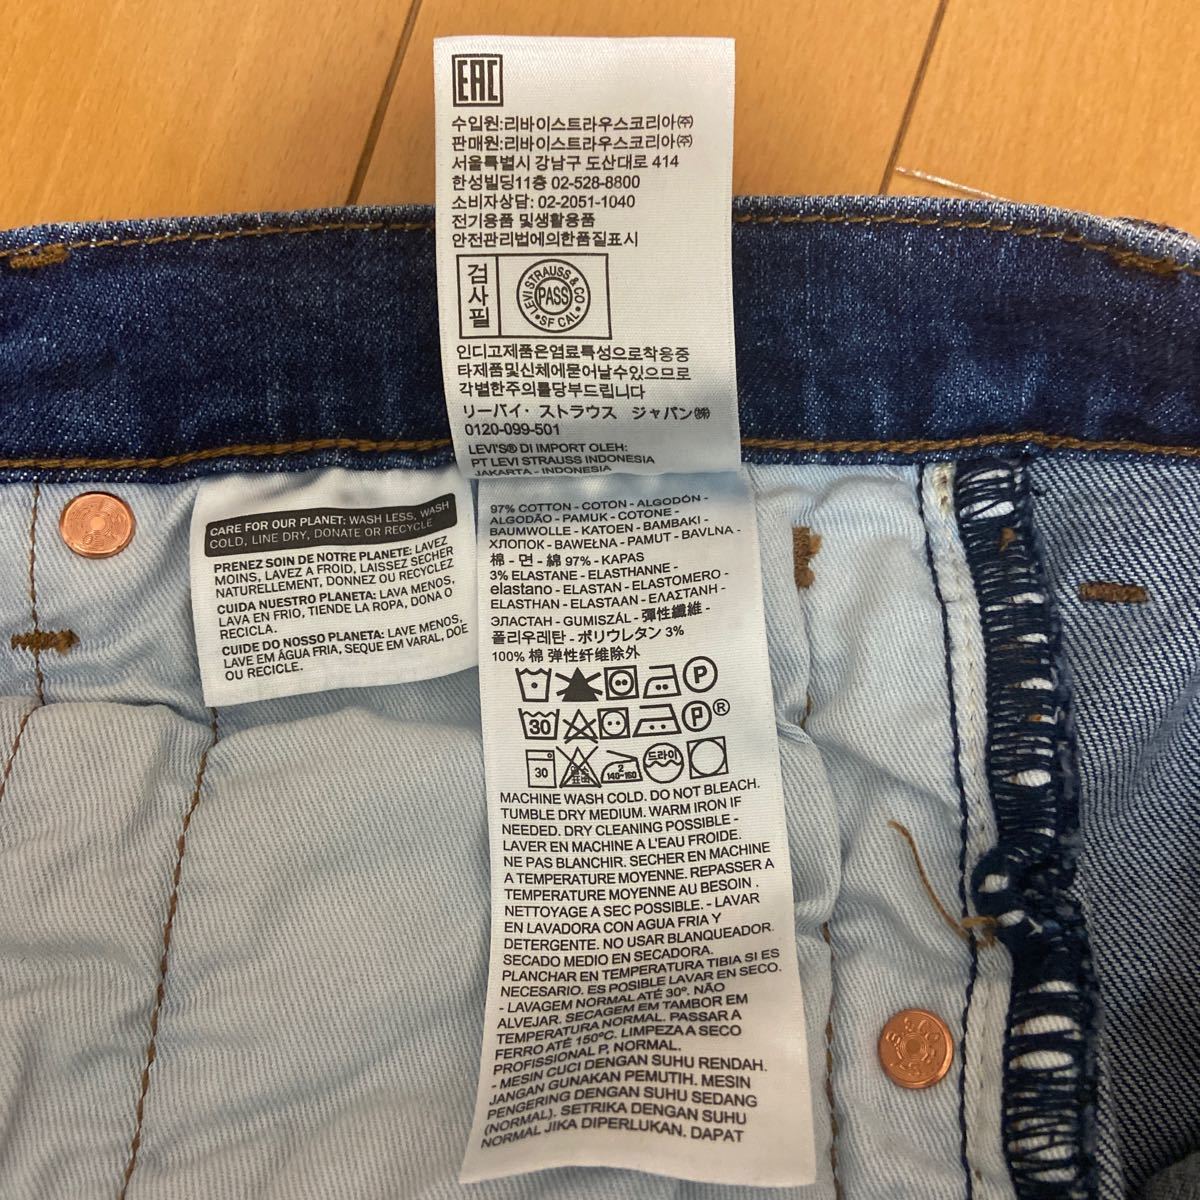 EAC
수입원:리바이스트라우스코리아㈜
판매원:리바이스트라우스코리아㈜
서울특별시 강남구 도산대로 414
한성빌딩11층 02-528-8800
소비자상담: 02-2051-1040
전기용품 및생활용품
안전관리법에의한품질표시
검사필
LEVI STRAUSS & CO
PASS
SF CAL
인디고제품은염료특성으로착용중
타제품및신체에묻어날수있으므로
각별한주의를당부드립니다
リーバイ・ストラウス ジャパン㈱
0120-099-501
LEVI'S® DI IMPORT OLEH:
PT LEVI STRAUSS INDONESIA
JAKARTA - INDONESIA
CARE FOR OUR PLANET: WASH LESS, WASH
COLD, LINE DRY, DONATE OR RECYCLE
PRENEZ SOIN DE NOTRE PLANETE: LAVEZ
MOINS, LAVEZ A FROID, LAISSEZ SECHER
NATURELLEMENT, DONNEZ OU RECYCLEZ
CUIDA NUESTRO PLANETA: LAVA MENOS,
LAVA EN FRIO, TIENDE LA ROPA, DONA O
RECICLA.
CUIDE DO NOSSO PLANETA: LAVE MENOS,
LAVE EM ÁGUA FRIA, SEQUE EM VARAL, DOE
OU RECICLE.
97% COTTON - COTON - ALGODÓN -
ALGODÃO - PAMUK - COTONE -
BAUMWOLLE - KATOEN - BAMBAKI -
ХЛОПОК - BAWEŁNA - PAMUT - BAVLNA -
棉 - 면 - 綿 97% - KAPAS
3% ELASTANE - ELASTHANNE -
elastano - ELASTAN - ELASTOMERO -
ELASTHAN - ELASTAAN - ΕΛΑΣΤΑΝΗ -
ЭЛАСТАН - GUMISZÁL - 彈性纖維 -
폴리우레탄 - ポリウレタン 3%
100% 棉 弹性纤维除外
P
30 P®
30 염소표백 2 140~160 드라이
MACHINE WASH COLD. DO NOT BLEACH.
TUMBLE DRY MEDIUM. WARM IRON IF
NEEDED. DRY CLEANING POSSIBLE -
LAVER EN MACHINE A L'EAU FROIDE.
NE PAS BLANCHIR. SECHER EN MACHINE
A TEMPERATURE MOYENNE. REPASSER A
TEMPERATURE MOYENNE AU BESOIN .
NETTOYAGE A SEC POSSIBLE. - LAVAR
EN LAVADORA CON AGUA FRIA Y
DETERGENTE. NO USAR BLANQUEADOR.
SECADO MEDIO EN SECADORA.
PLANCHAR EN TEMPERATURA TIBIA SI ES
NECESARIO. ES POSIBLE LAVAR EN SECO.
- LAVAGEM NORMAL ATÉ 30º. NÃO
ALVEJAR. SECAGEM EM TAMBOR EM
TEMPERATURA NORMAL. PASSAR A
FERRO ATÉ 150ºC. LIMPEZA A SECO
PROFISSIONAL P, NORMAL.
- MESIN CUCI DENGAN SUHU RENDAH.
JANGAN GUNAKAN PEMUTIH. MESIN
PENGERING DENGAN SUHU SEDANG
(NORMAL). SETRIKA DENGAN SUHU
NORMAL JIKA DIPERLUKAN. DAPAT